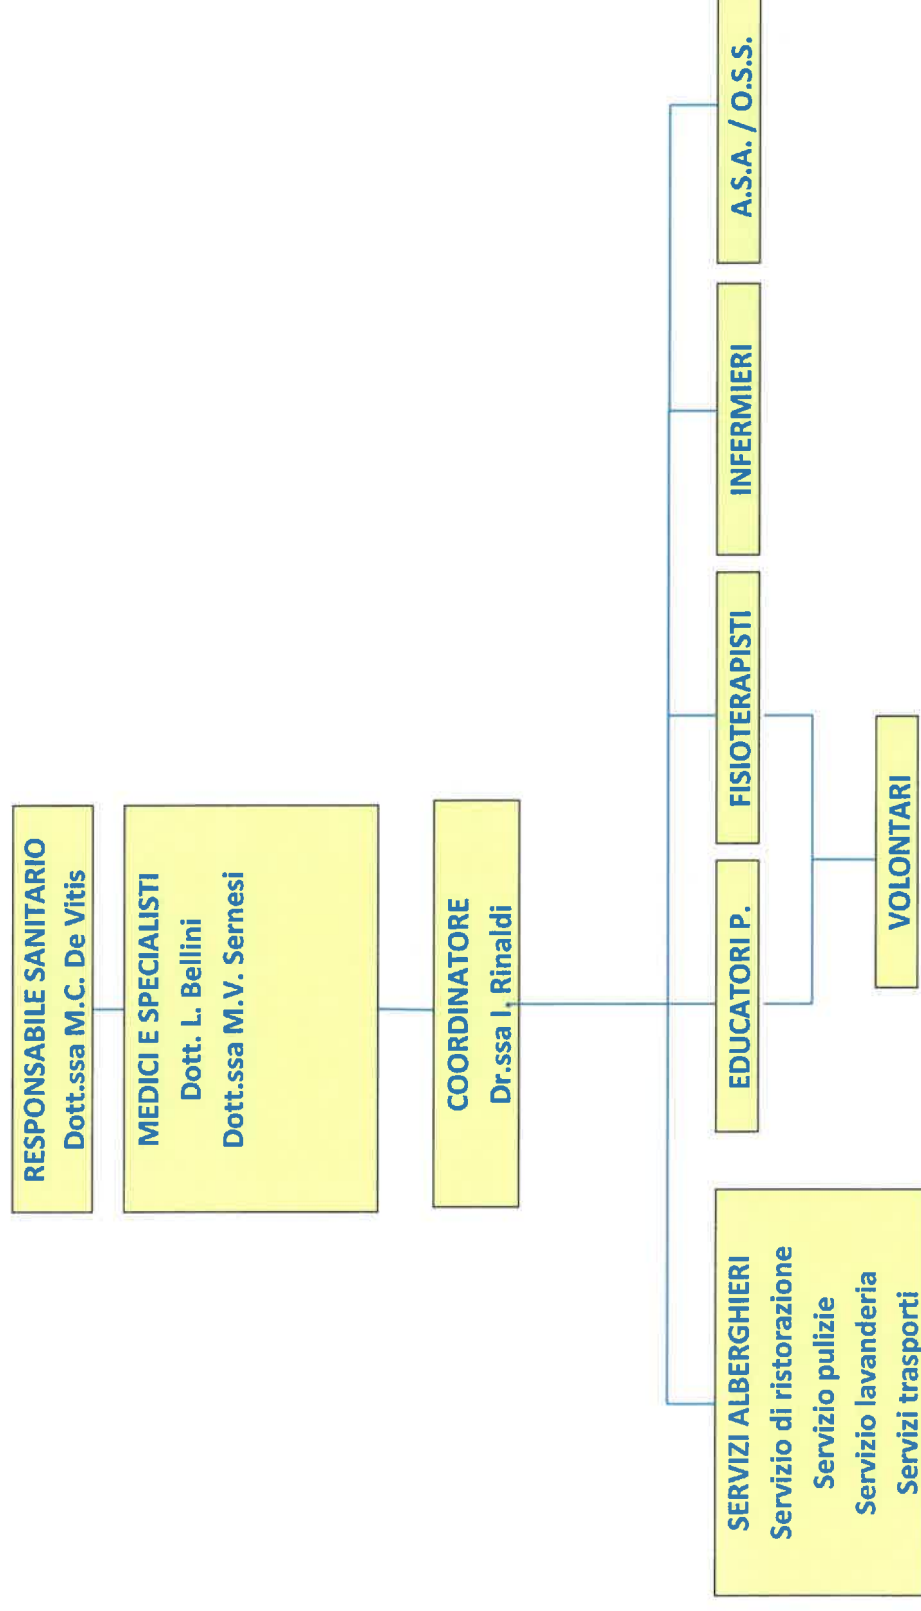 RESPONSABILE SANITARIO
Dott.ssa M.C. De Vitis
MEDICI E SPECIALISTI
Dott. L. Bellini
Dott.ssa M.V. Sernesi
COORDINATORE
Dr.ssa I. Rinaldi
SERVIZI ALBERGHIERI
Servizio di ristorazione
Servizio pulizie
Servizio lavanderia
Servizi trasporti
EDUCATORI P.
FISIOTERAPISTI
INFERMIERI
A.S.A. / O.S.S.
VOLONTARI